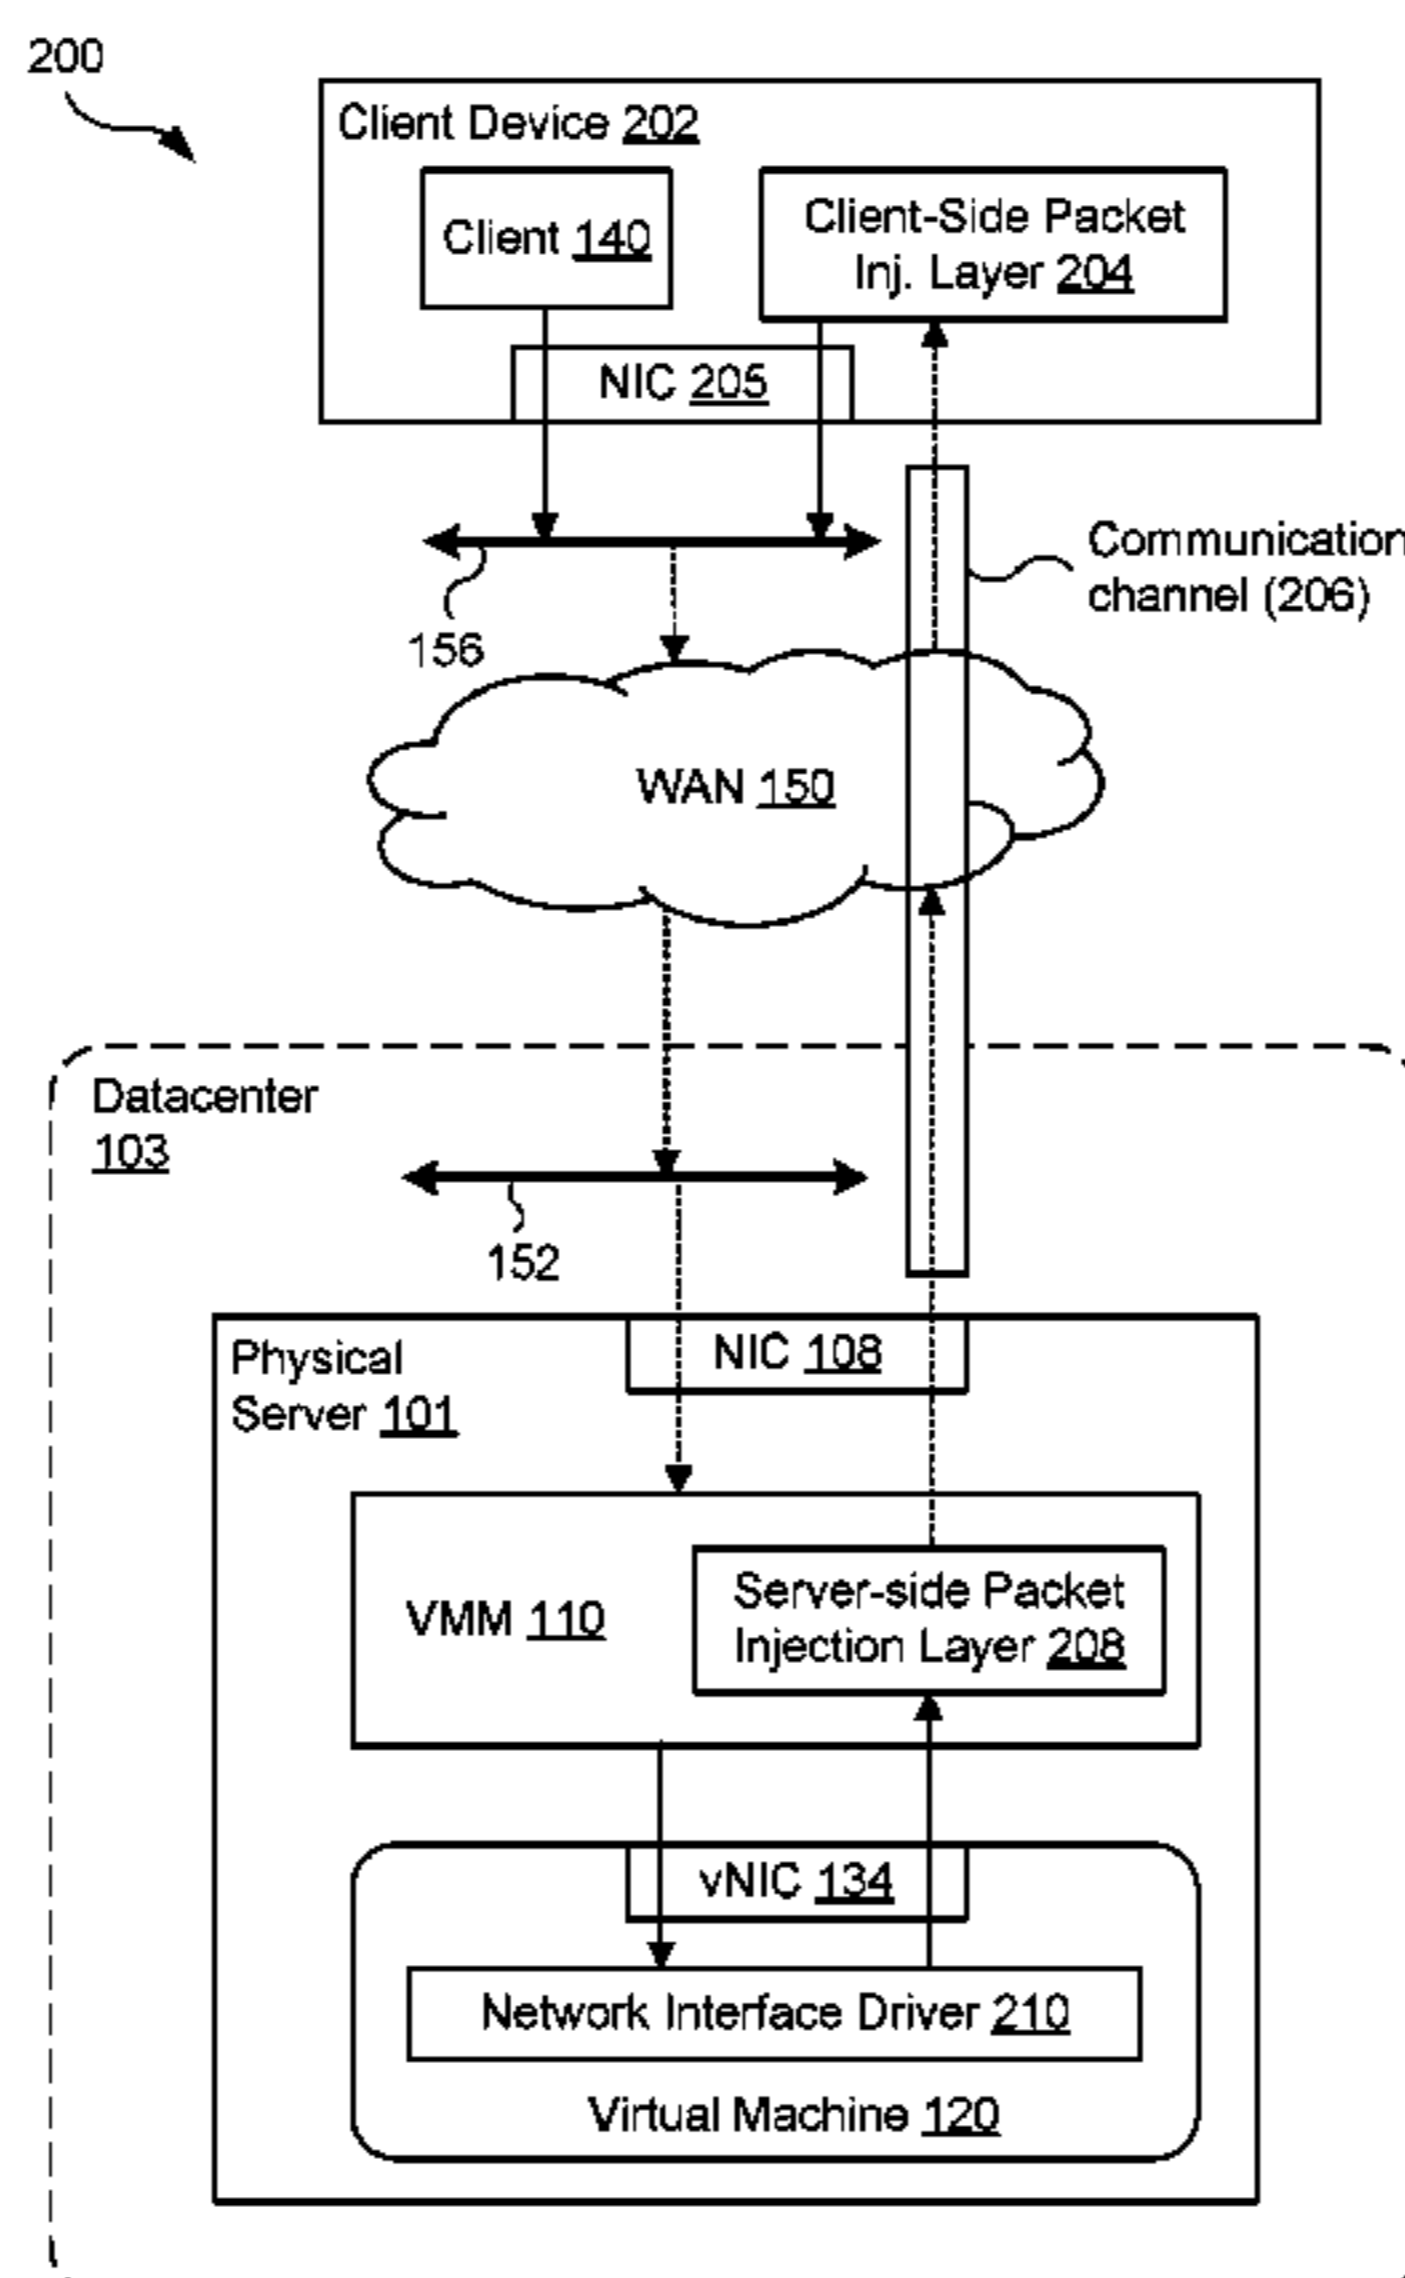 200
Client Device 202
Client 140
Client-Side Packet
Inj. Layer 204
NIC 205
Communication
channel (206)
156
WAN 150
Datacenter
103
152
NIC 108
Physical
Server 101
VMM 110
Server-side Packet
Injection Layer 208
vNIC 134
Network Interface Driver 210
Virtual Machine 120